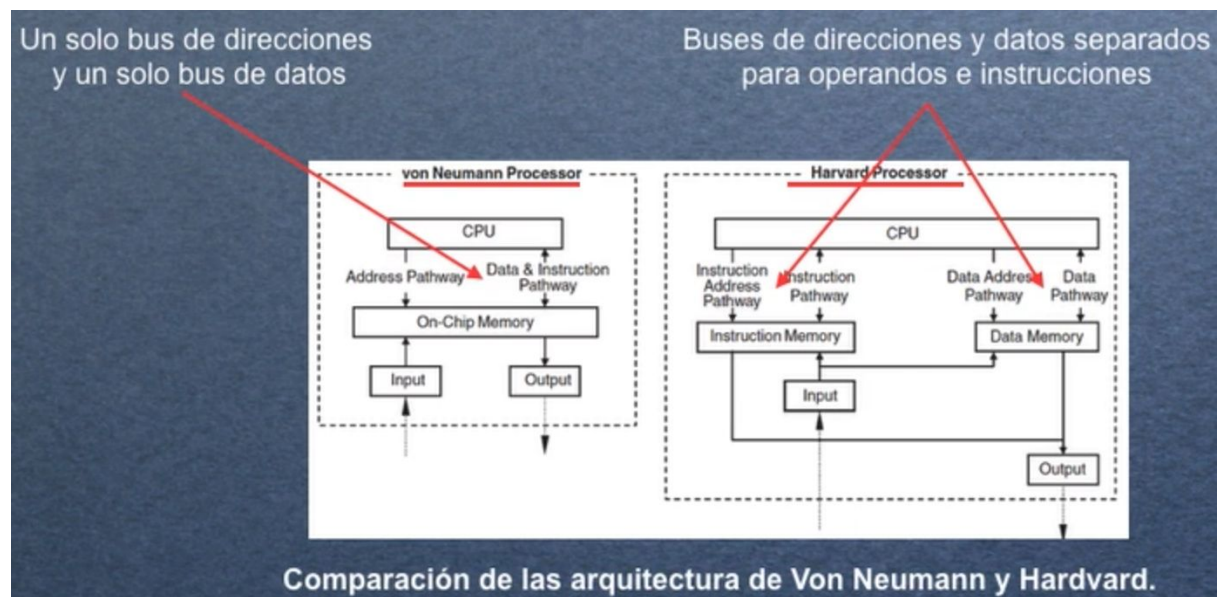 Un solo bus de direcciones
y un solo bus de datos
Buses de direcciones y datos separados
para operandos e instrucciones
von Neumann Processor
CPU
Address Pathway
Data & Instruction
Pathway
On-Chip Memory
Input
Output
Harvard Processor
CPU
Instruction
Address
Pathway
Instruction
Pathway
Data Address
Pathway
Data
Pathway
Instruction Memory
Data Memory
Input
Output
Comparación de las arquitectura de Von Neumann y Hardvard.